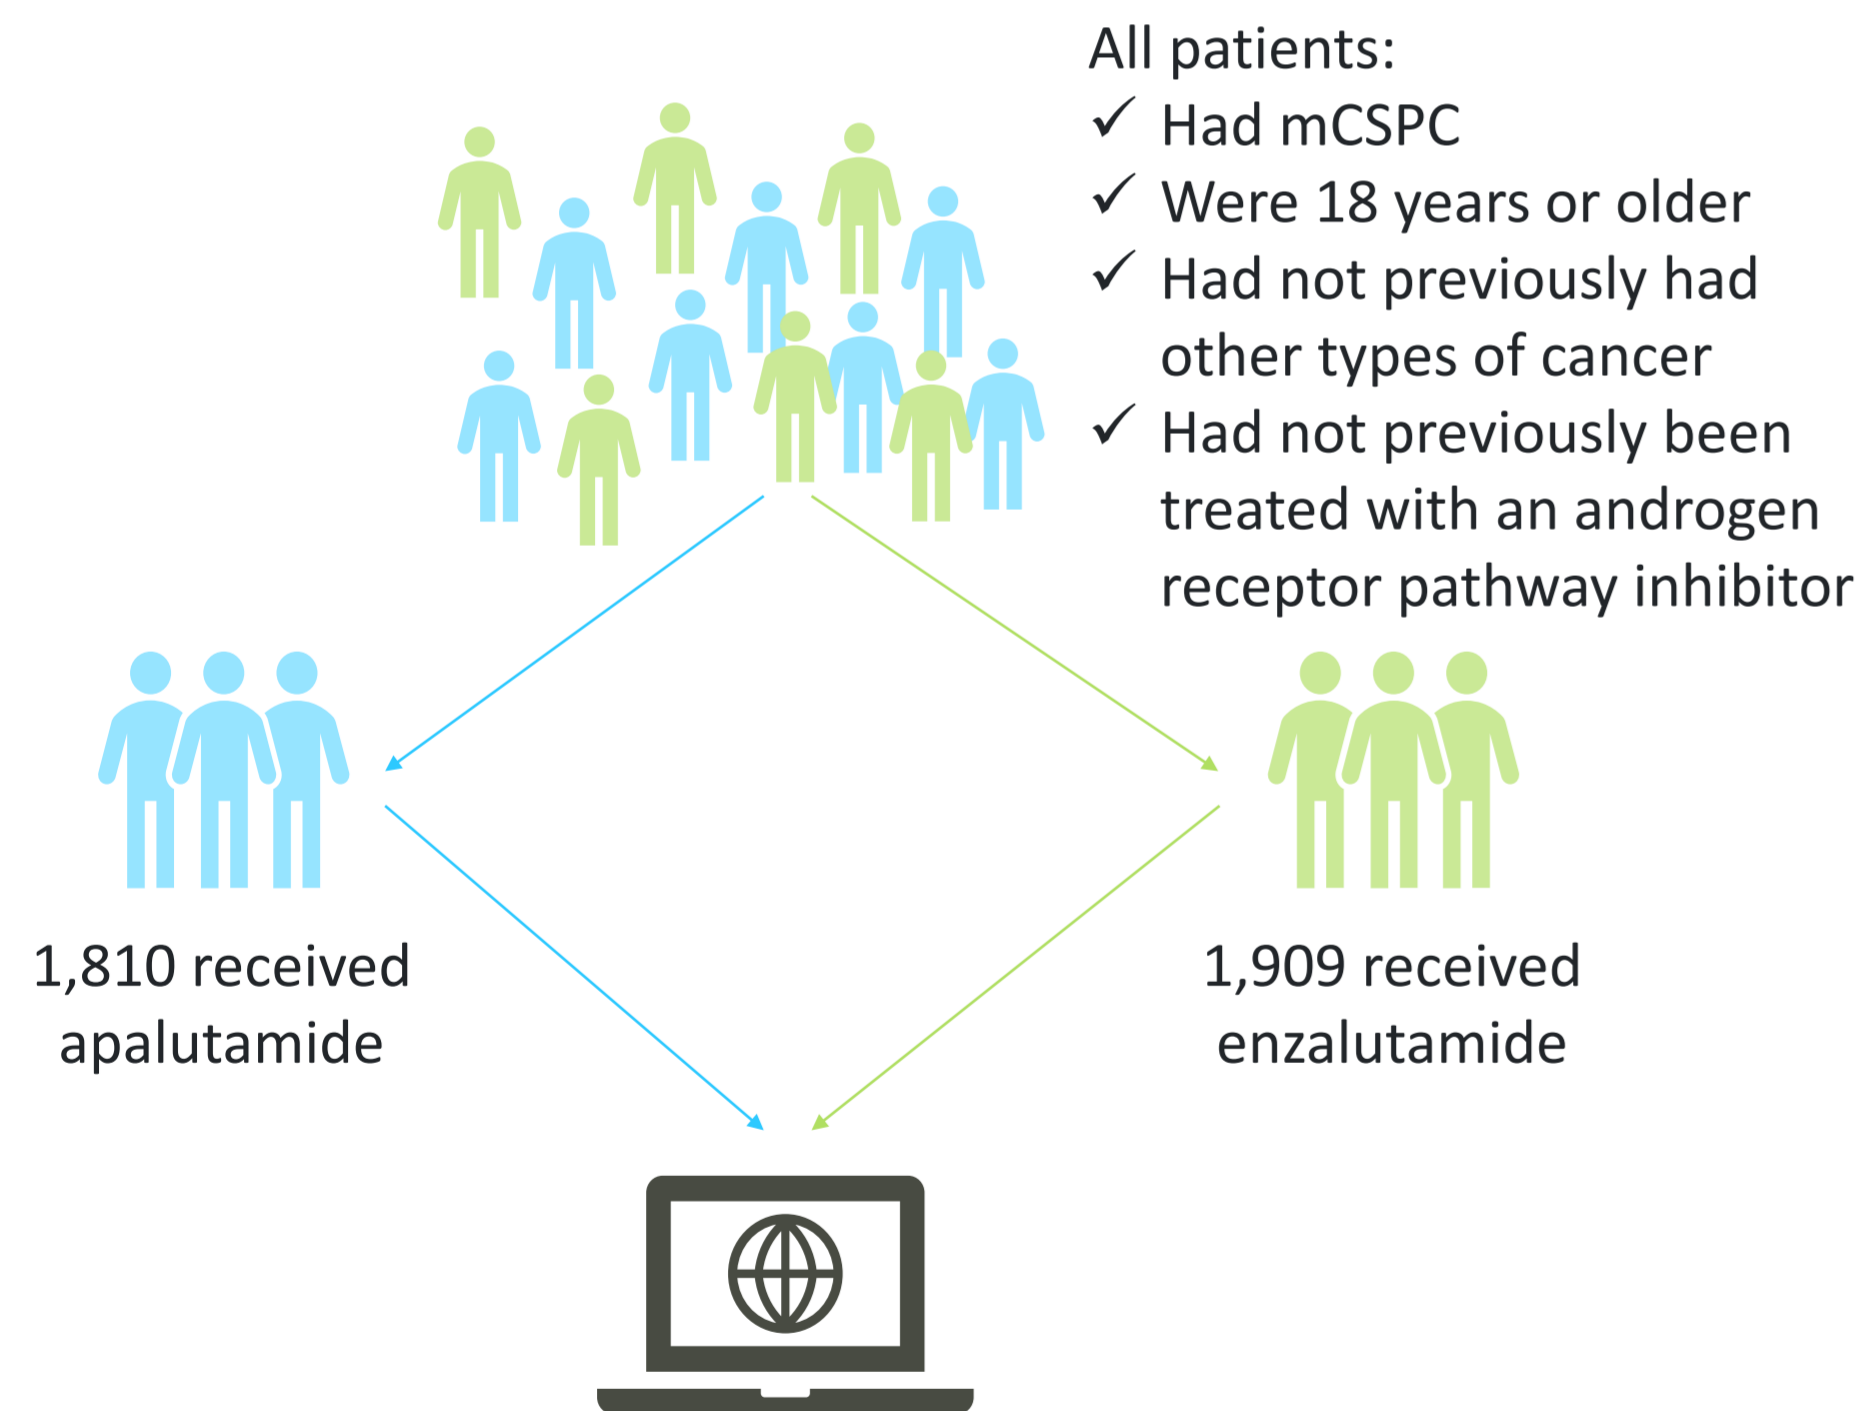 All patients:
✓ Had mCSPC
✓ Were 18 years or older
✓ Had not previously had
other types of cancer
✓ Had not previously been
treated with an androgen
receptor pathway inhibitor
1,810 received
apalutamide
1,909 received
enzalutamide